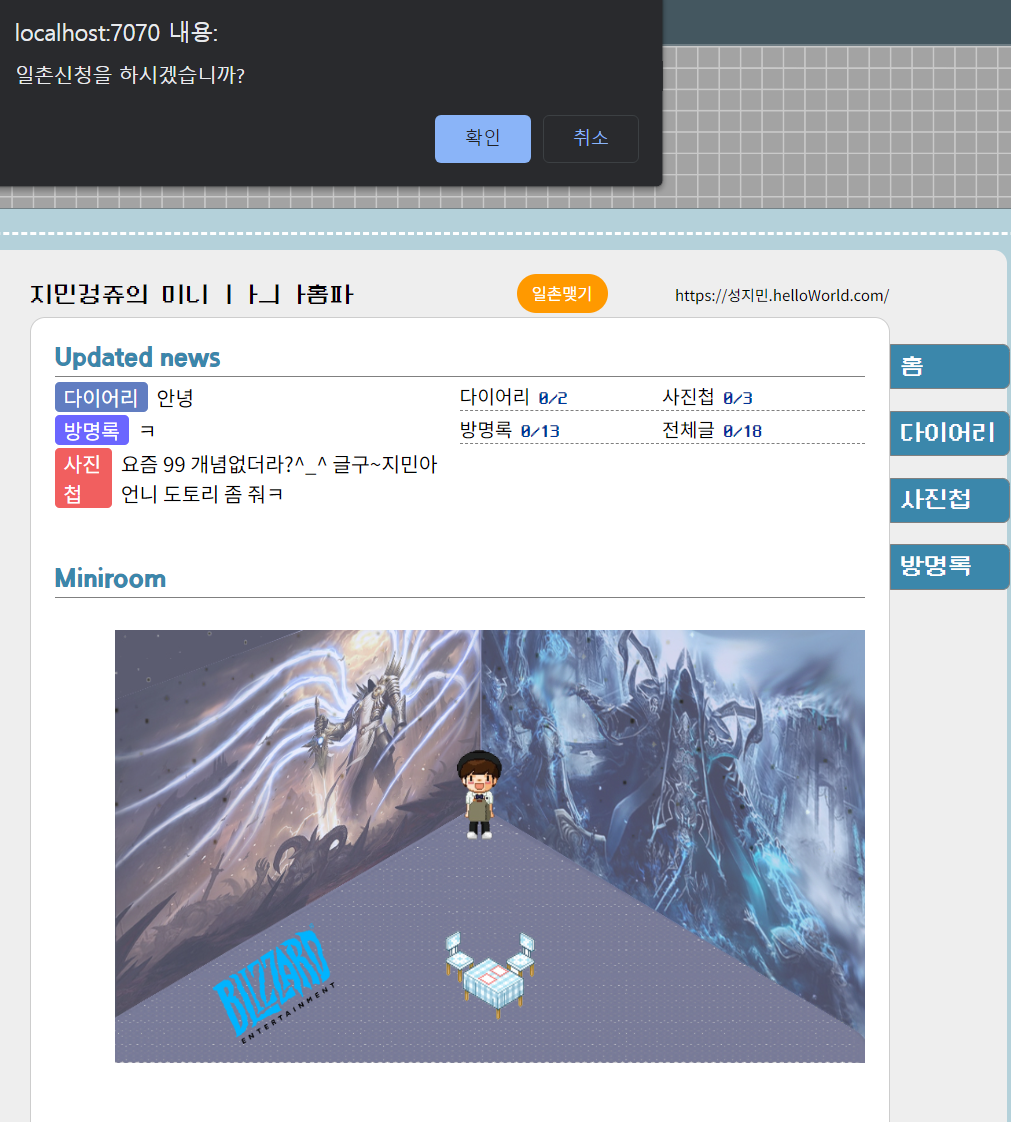 localhost:7070 내용:
일촌신청을 하시겠습니까?
확인 취소
지민겅쥬의 미니ㅣㅏㅢㅏ홈파
일촌맺기
https://성지민.helloWorld.com/
Updated news
다이어리 안녕
방명록 ㅋ
사진첩 요즘 99 개념없더라?^_^ 글구~지민아
언니 도토리 좀 줘ㅋ
다이어리 0/2 사진첩 0/3
방명록 0/13 전체글 0/18
홈
다이어리
사진첩
방명록
Miniroom
BLIZZARD
ENTERTAINMENT